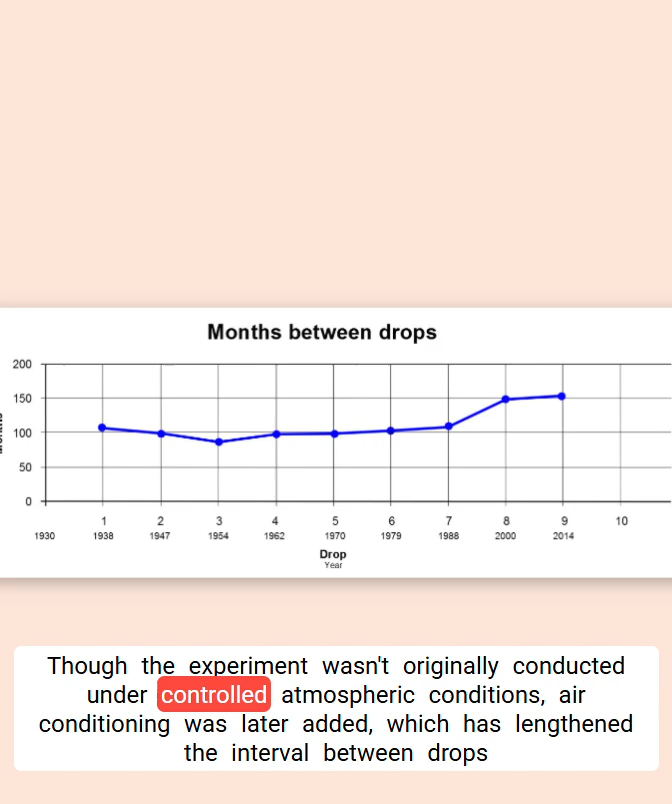 Months between drops
200
150
100
50
0
1 2 3 4 5 6 7 8 9 10
1930 1938 1947 1954 1962 1970 1979 1988 2000 2014
Drop
Year
Though the experiment wasn't originally conducted
under controlled atmospheric conditions, air
conditioning was later added, which has lengthened
the interval between drops